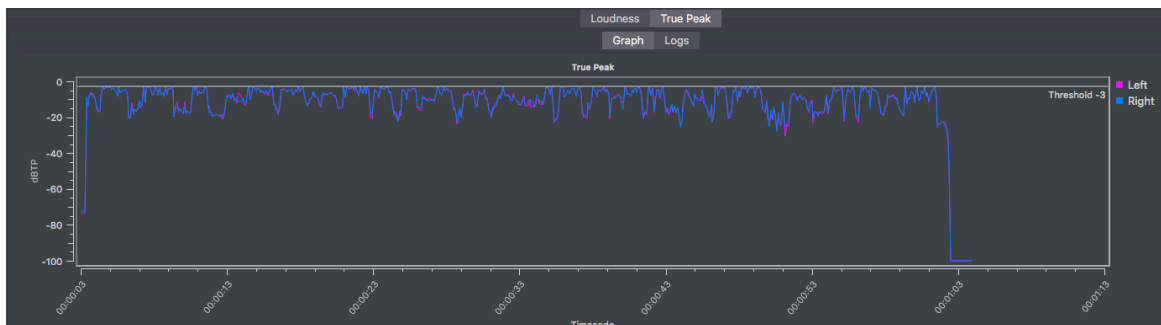 Loudness True Peak
Graph Logs
True Peak
0
-20
-40
-60
-80
-100
dBTP
Threshold -3
Left
Right
00:00:03
00:00:13
00:00:23
00:00:33
00:00:43
00:00:53
00:01:03
00:01:13
Timecode